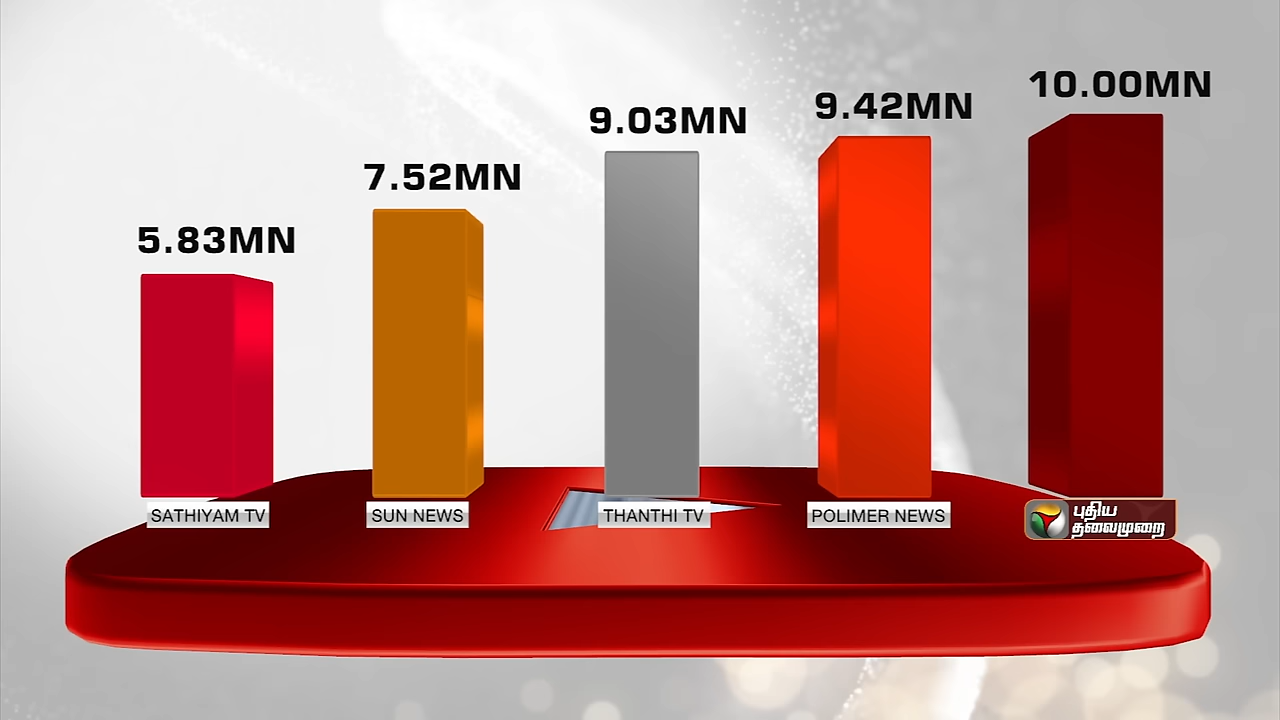 5.83MN
7.52MN
9.03MN
9.42MN
10.00MN
SATHIYAM TV
SUN NEWS
THANTHI TV
POLIMER NEWS
புதிய
தலைமுறை